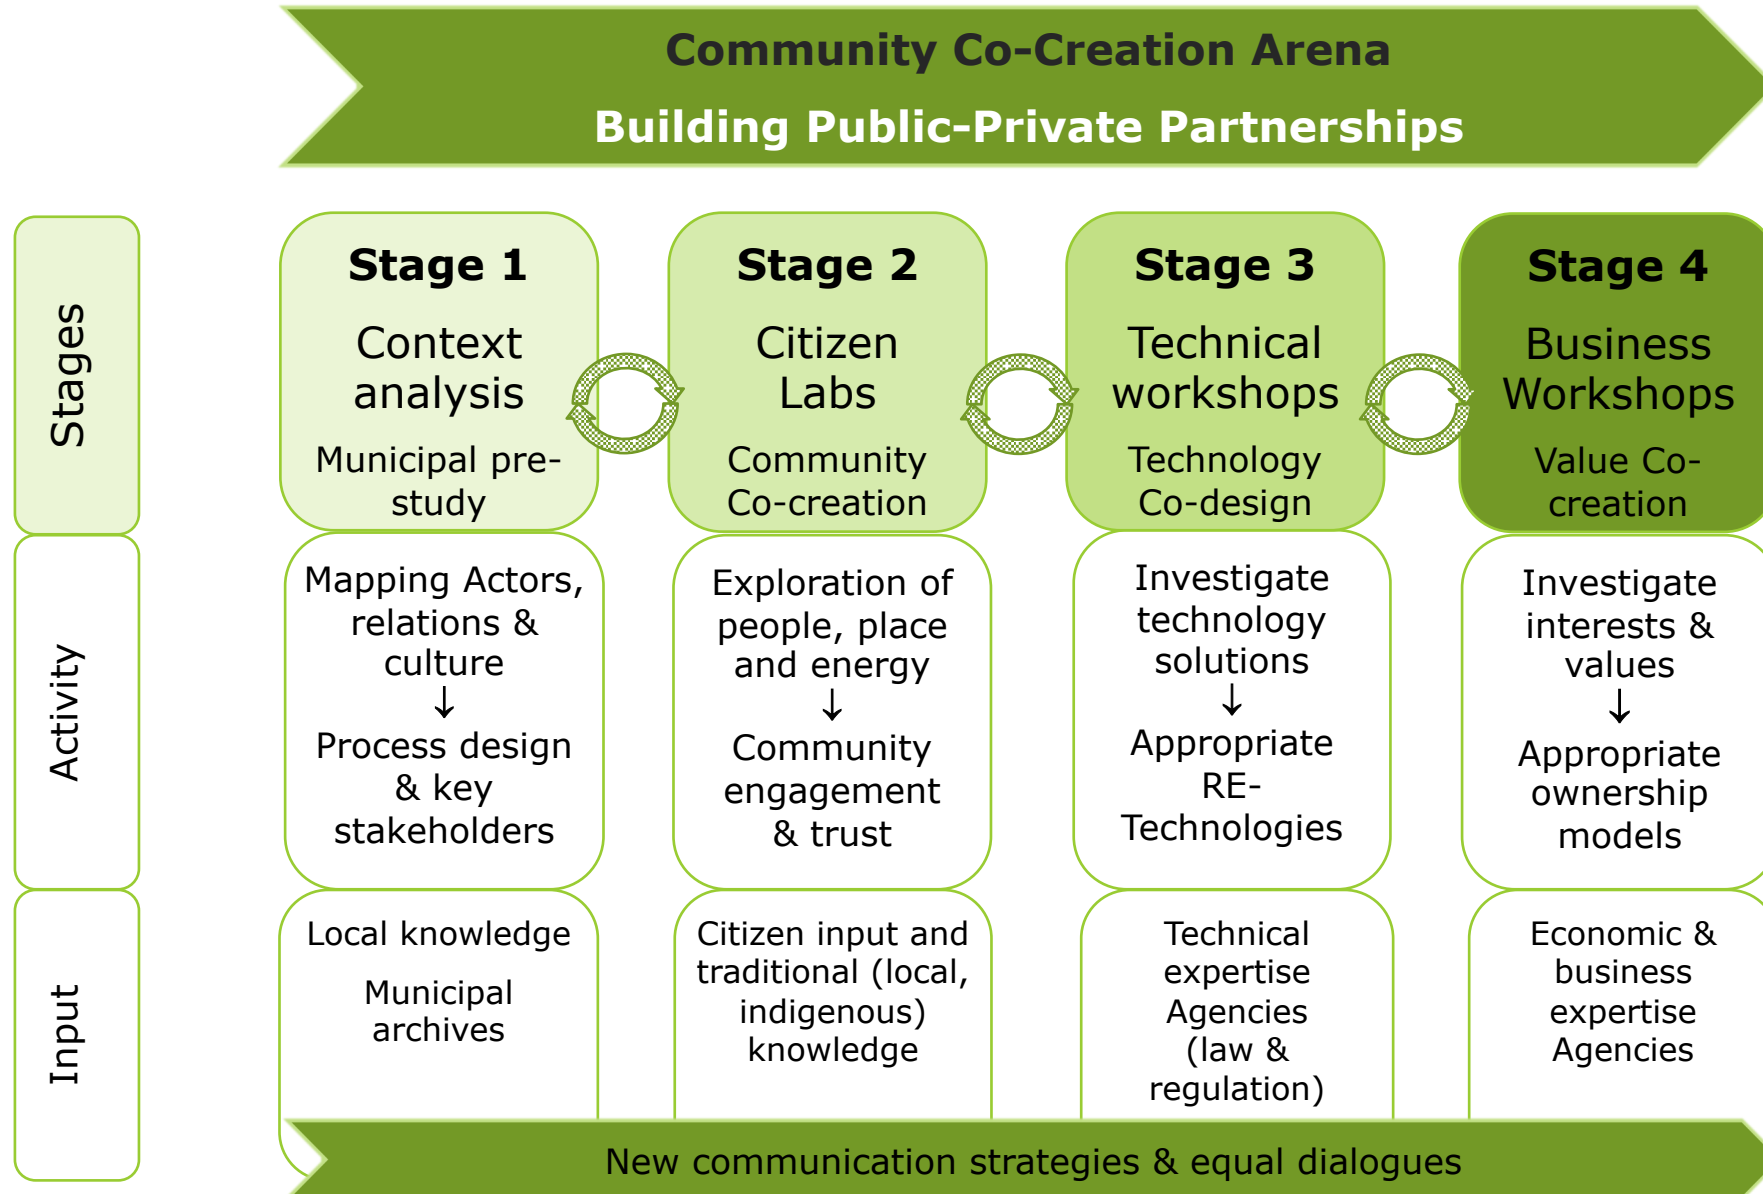 Community Co-Creation Arena
Building Public-Private Partnerships
Stages
Stage 1
Context
analysis
Municipal pre-
study
Stage 2
Citizen
Labs
Community
Co-creation
Stage 3
Technical
workshops
Technology
Co-design
Stage 4
Business
Workshops
Value Co-
creation
Activity
Mapping Actors,
relations &
culture
↓
Process design
& key
stakeholders
Exploration of
people, place
and energy
↓
Community
engagement
& trust
Investigate
technology
solutions
↓
Appropriate
RE-
Technologies
Investigate
interests &
values
↓
Appropriate
ownership
models
Input
Local knowledge
Municipal
archives
Citizen input and
traditional (local,
indigenous)
knowledge
Technical
expertise
Agencies
(law &
regulation)
Economic &
business
expertise
Agencies
New communication strategies & equal dialogues